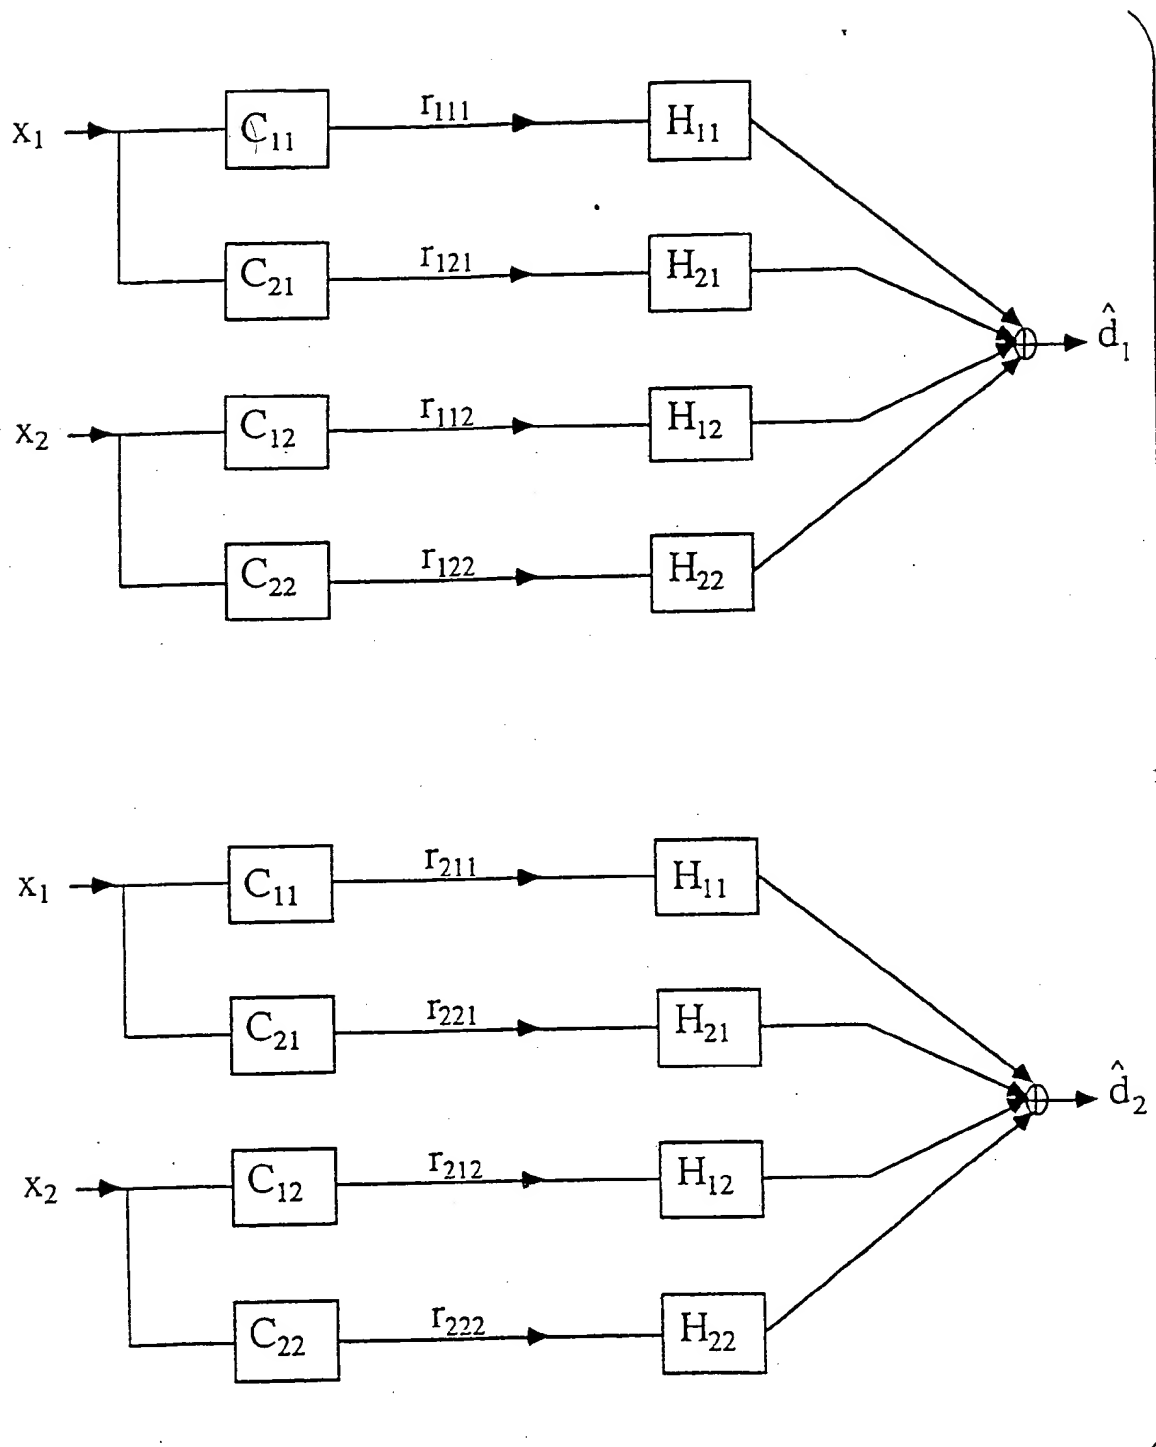 x₁ C₁₁ r₁₁₁ H₁₁
C₂₁ r₁₂₁ H₂₁
d̂₁
x₂ C₁₂ r₁₁₂ H₁₂
C₂₂ r₁₂₂ H₂₂
x₁ C₁₁ r₂₁₁ H₁₁
C₂₁ r₂₂₁ H₂₁
d̂₂
x₂ C₁₂ r₂₁₂ H₁₂
C₂₂ r₂₂₂ H₂₂